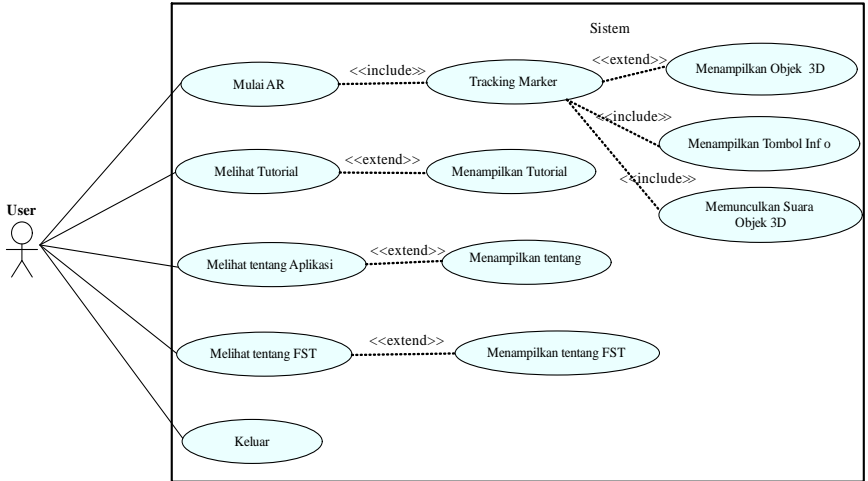 Sistem
<<include>>
<<extend>>
Mulai AR
Tracking Marker
Menampilkan Objek 3D
<<include>>
Menampilkan Tombol Info
<<extend>>
Melihat Tutorial
Menampilkan Tutorial
<<include>>
Memunculkan Suara
Objek 3D
User
<<extend>>
Melihat tentang Aplikasi
Menampilkan tentang
<<extend>>
Melihat tentang FST
Menampilkan tentang FST
Keluar